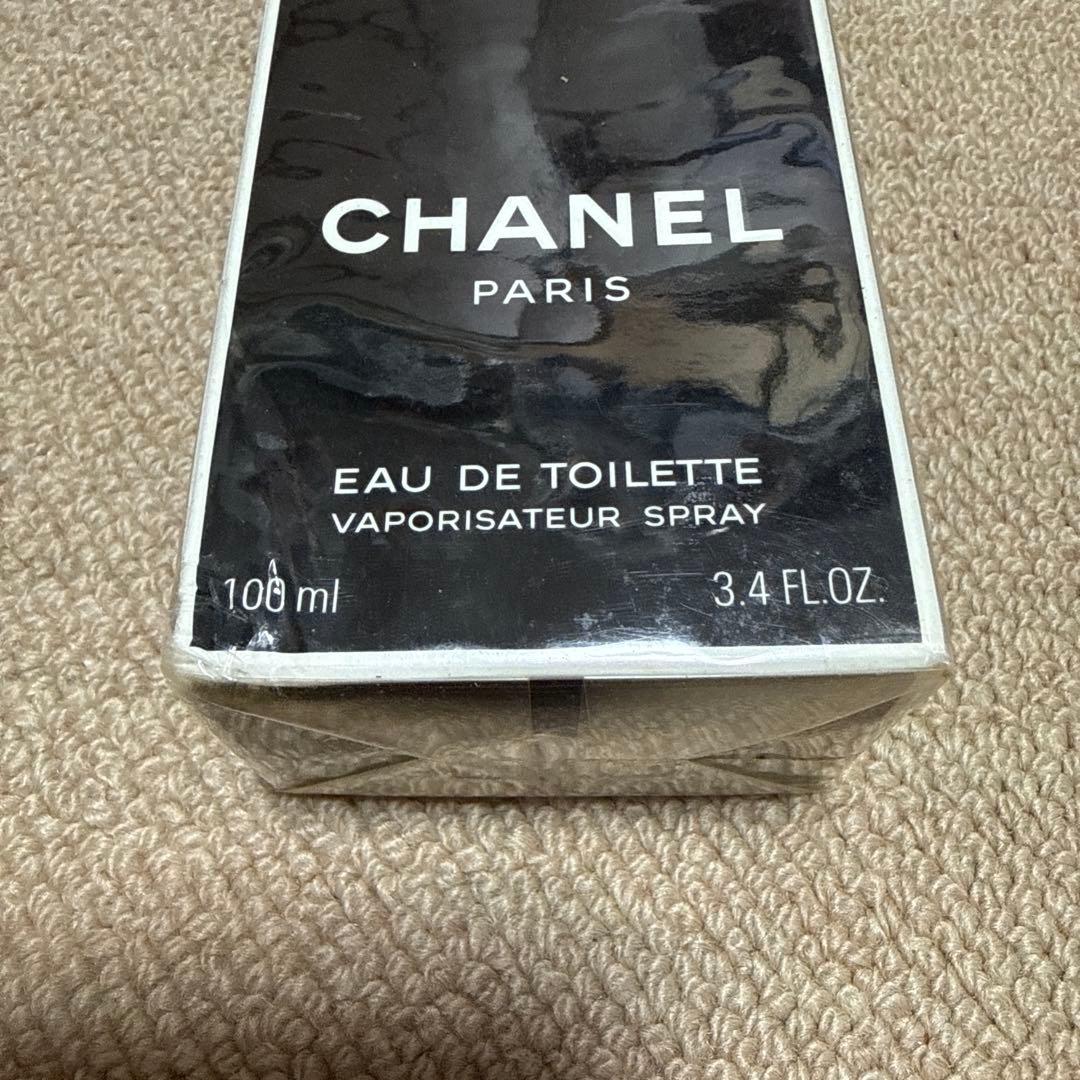 CHANEL
PARIS
EAU DE TOILETTE
VAPORISATEUR SPRAY
100 ml
3.4 FL.OZ.